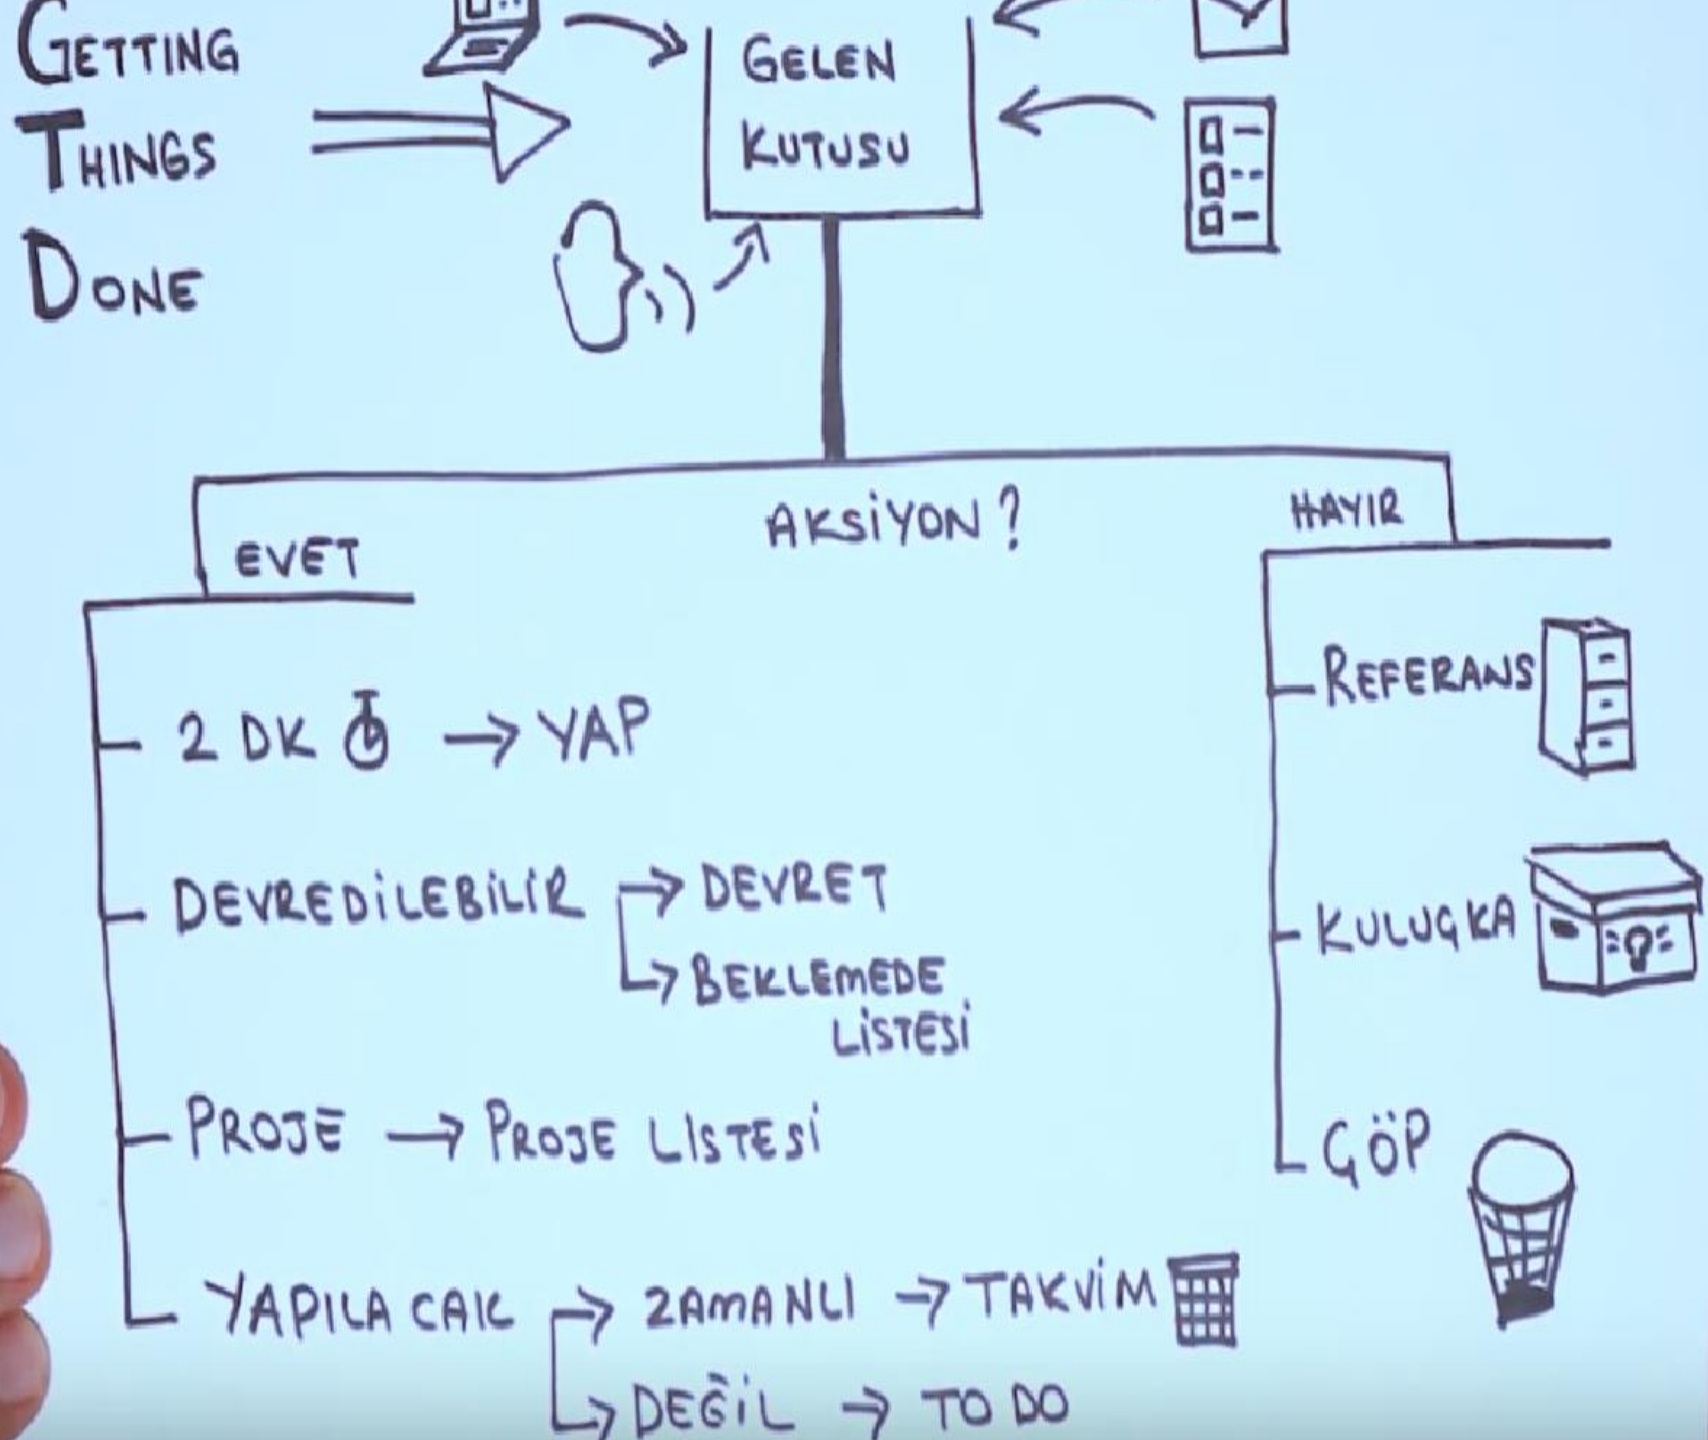 GETTING
THINGS
DONE
GELEN
KUTUSU
AKSİYON?
EVET
2 DK → YAP
DEVREDİLEBİLİR → DEVRET
→ BEKLEMEDE
LİSTESİ
PROJE → PROJE LİSTESİ
YAPILACAK → ZAMANLI → TAKVİM
→ DEĞİL → TO DO
HAYIR
REFERANS
KULUÇKA
ÇÖP